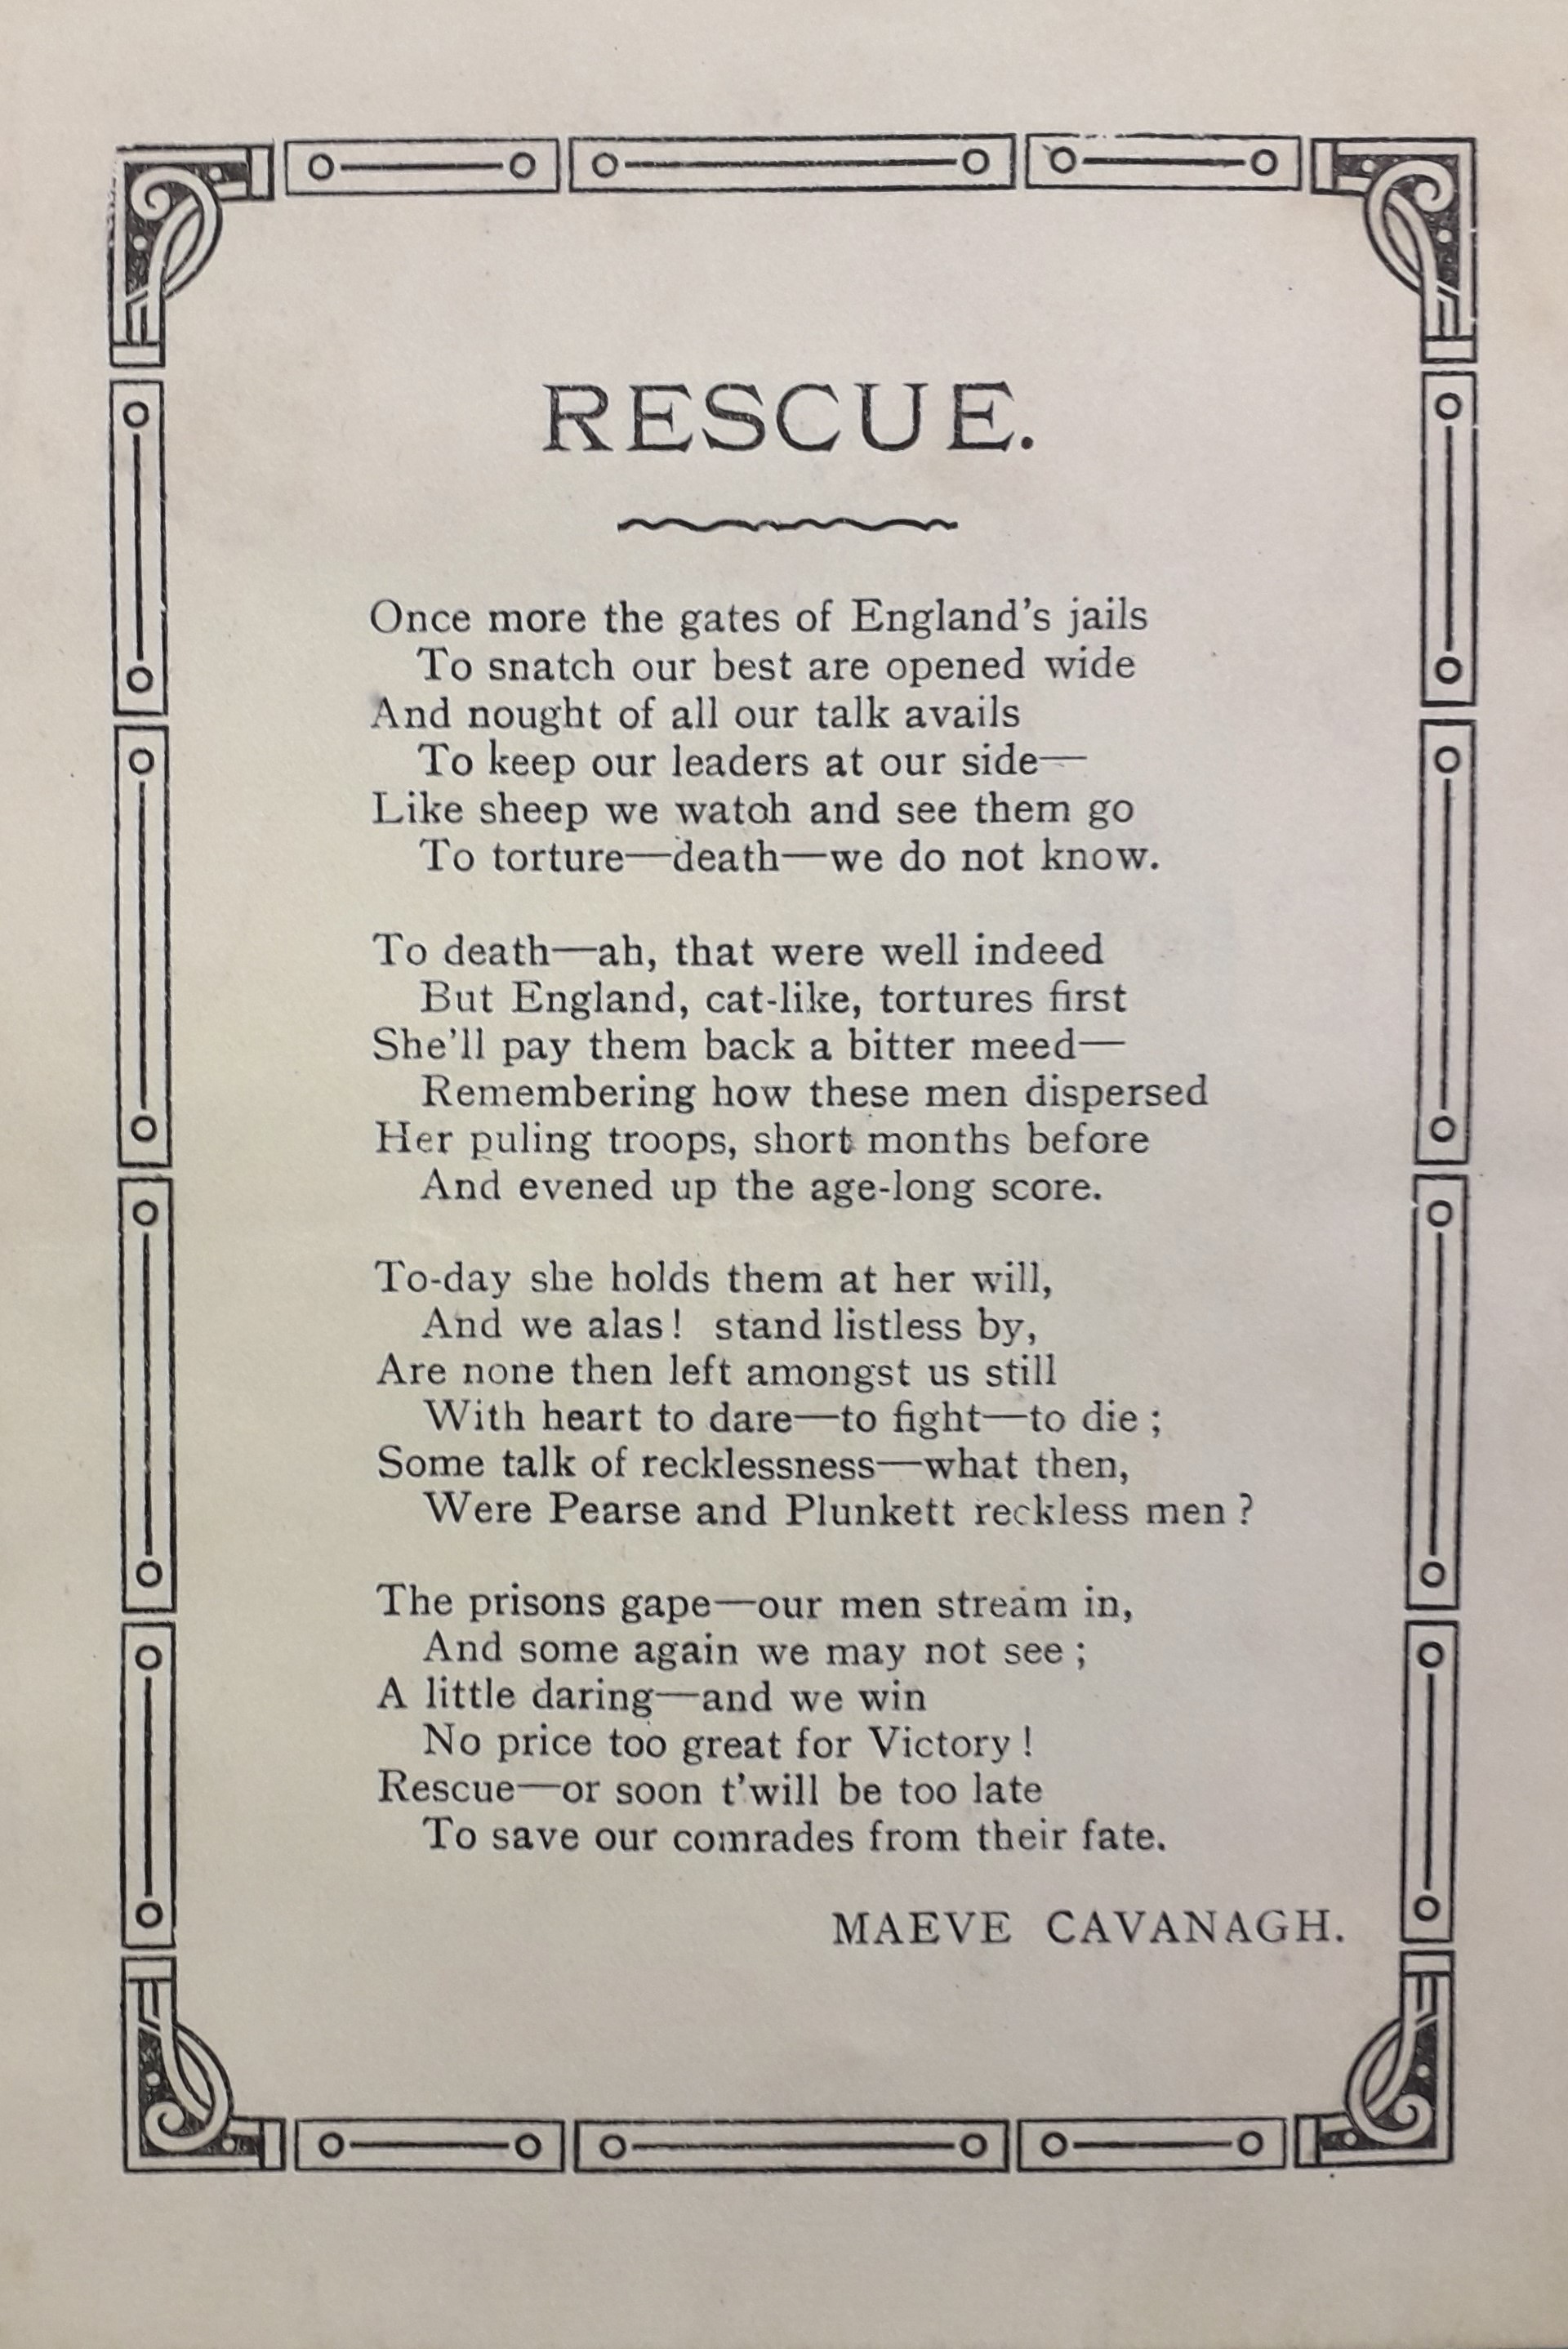 RESCUE.
Once more the gates of England's jails
To snatch our best are opened wide
And nought of all our talk avails
To keep our leaders at our side—
Like sheep we watch and see them go
To torture—death—we do not know.
To death—ah, that were well indeed
But England, cat-like, tortures first
She'll pay them back a bitter meed—
Remembering how these men dispersed
Her puling troops, short months before
And evened up the age-long score.
To-day she holds them at her will,
And we alas! stand listless by,
Are none then left amongst us still
With heart to dare—to fight—to die ;
Some talk of recklessness—what then,
Were Pearse and Plunkett reckless men ?
The prisons gape—our men stream in,
And some again we may not see ;
A little daring—and we win
No price too great for Victory !
Rescue—or soon t'will be too late
To save our comrades from their fate.
MAEVE CAVANAGH.